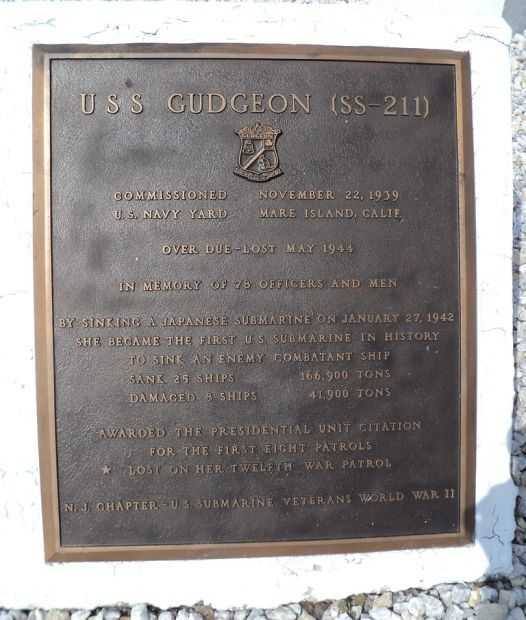 USS GUDGEON (SS-211)
COMMISSIONED NOVEMBER 22, 1939
U.S. NAVY YARD MARE ISLAND, CALIF.
OVER DUE-LOST MAY 1944
IN MEMORY OF 78 OFFICERS AND MEN
BY SINKING A JAPANESE SUBMARINE ON JANUARY 27, 1942
SHE BECAME THE FIRST U S SUBMARINE IN HISTORY
TO SINK AN ENEMY COMBATANT SHIP
SANK 25 SHIPS 166,900 TONS
DAMAGED 8 SHIPS 41,900 TONS
AWARDED THE PRESIDENTIAL UNIT CITATION
FOR THE FIRST EIGHT PATROLS
★ LOST ON HER TWELFTH WAR PATROL
N.J. CHAPTER-U.S. SUBMARINE VETERANS WORLD WAR II